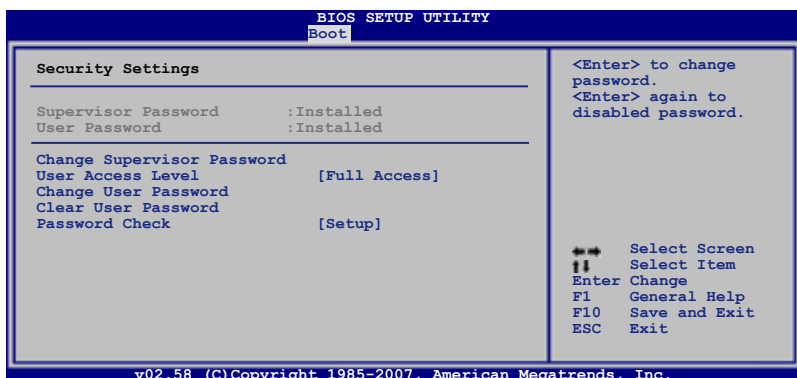 BIOS SETUP UTILITY
Boot
Security Settings
Supervisor Password :Installed
User Password :Installed
Change Supervisor Password
User Access Level [Full Access]
Change User Password
Clear User Password
Password Check [Setup]
<Enter> to change
password.
<Enter> again to
disabled password.
←→ Select Screen
↑↓ Select Item
Enter Change
F1 General Help
F10 Save and Exit
ESC Exit
v02.58 (C)Copyright 1985-2007, American Megatrends, Inc.